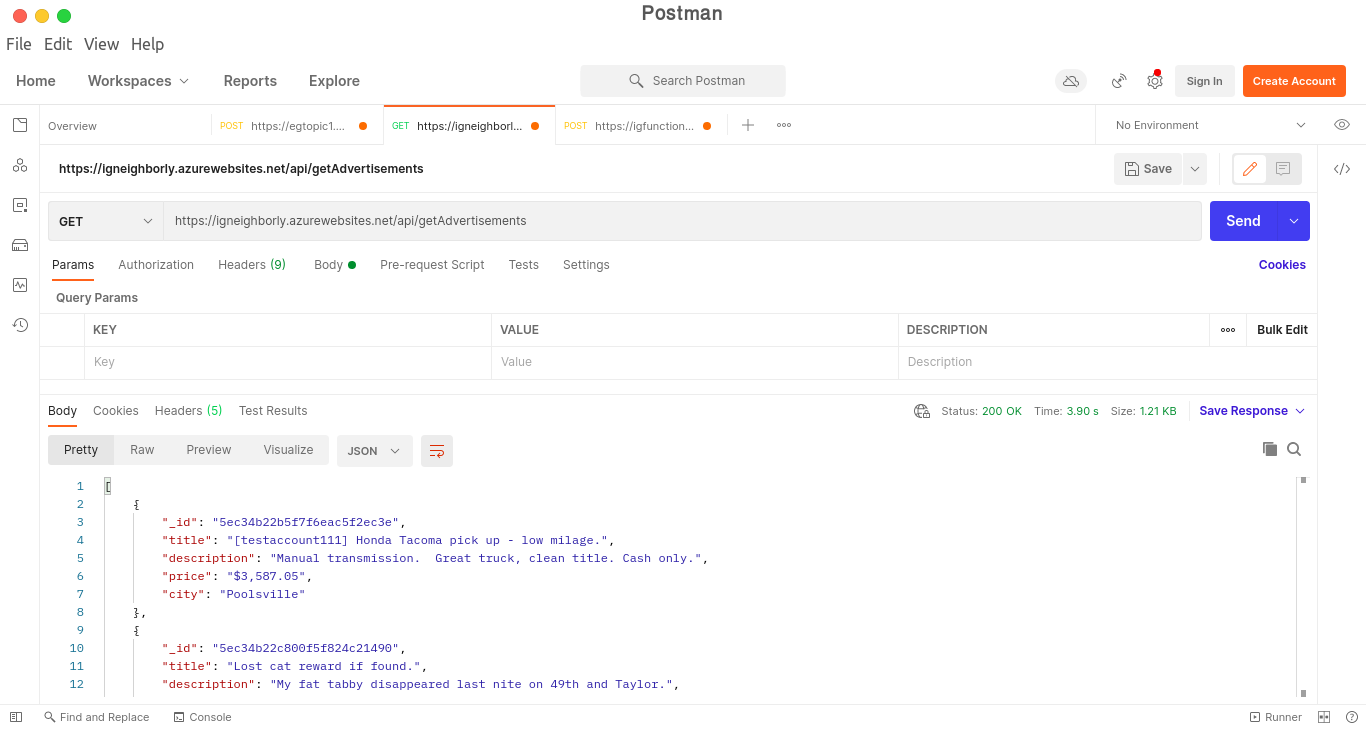 Postman
File Edit View Help
Home Workspaces Reports Explore Search Postman Sign In Create Account
Overview POST https://egtopic1.... GET https://igneighborl... POST https://igfunction... No Environment
https://igneighborly.azurewebsites.net/api/getAdvertisements Save
GET https://igneighborly.azurewebsites.net/api/getAdvertisements Send
Params Authorization Headers (9) Body Pre-request Script Tests Settings Cookies
Query Params
KEY VALUE DESCRIPTION Bulk Edit
Key Value Description
Body Cookies Headers (5) Test Results Status: 200 OK Time: 3.90 s Size: 1.21 KB Save Response
Pretty Raw Preview Visualize JSON
1 [
2 {
3 "_id": "5ec34b22b5f7f6eac5f2ec3e",
4 "title": "[testaccount111] Honda Tacoma pick up - low milage.",
5 "description": "Manual transmission.  Great truck, clean title. Cash only.",
6 "price": "$3,587.05",
7 "city": "Poolsville"
8 },
9 {
10 "_id": "5ec34b22c800f5f824c21490",
11 "title": "Lost cat reward if found.",
12 "description": "My fat tabby disappeared last nite on 49th and Taylor.",
Find and Replace Console Runner